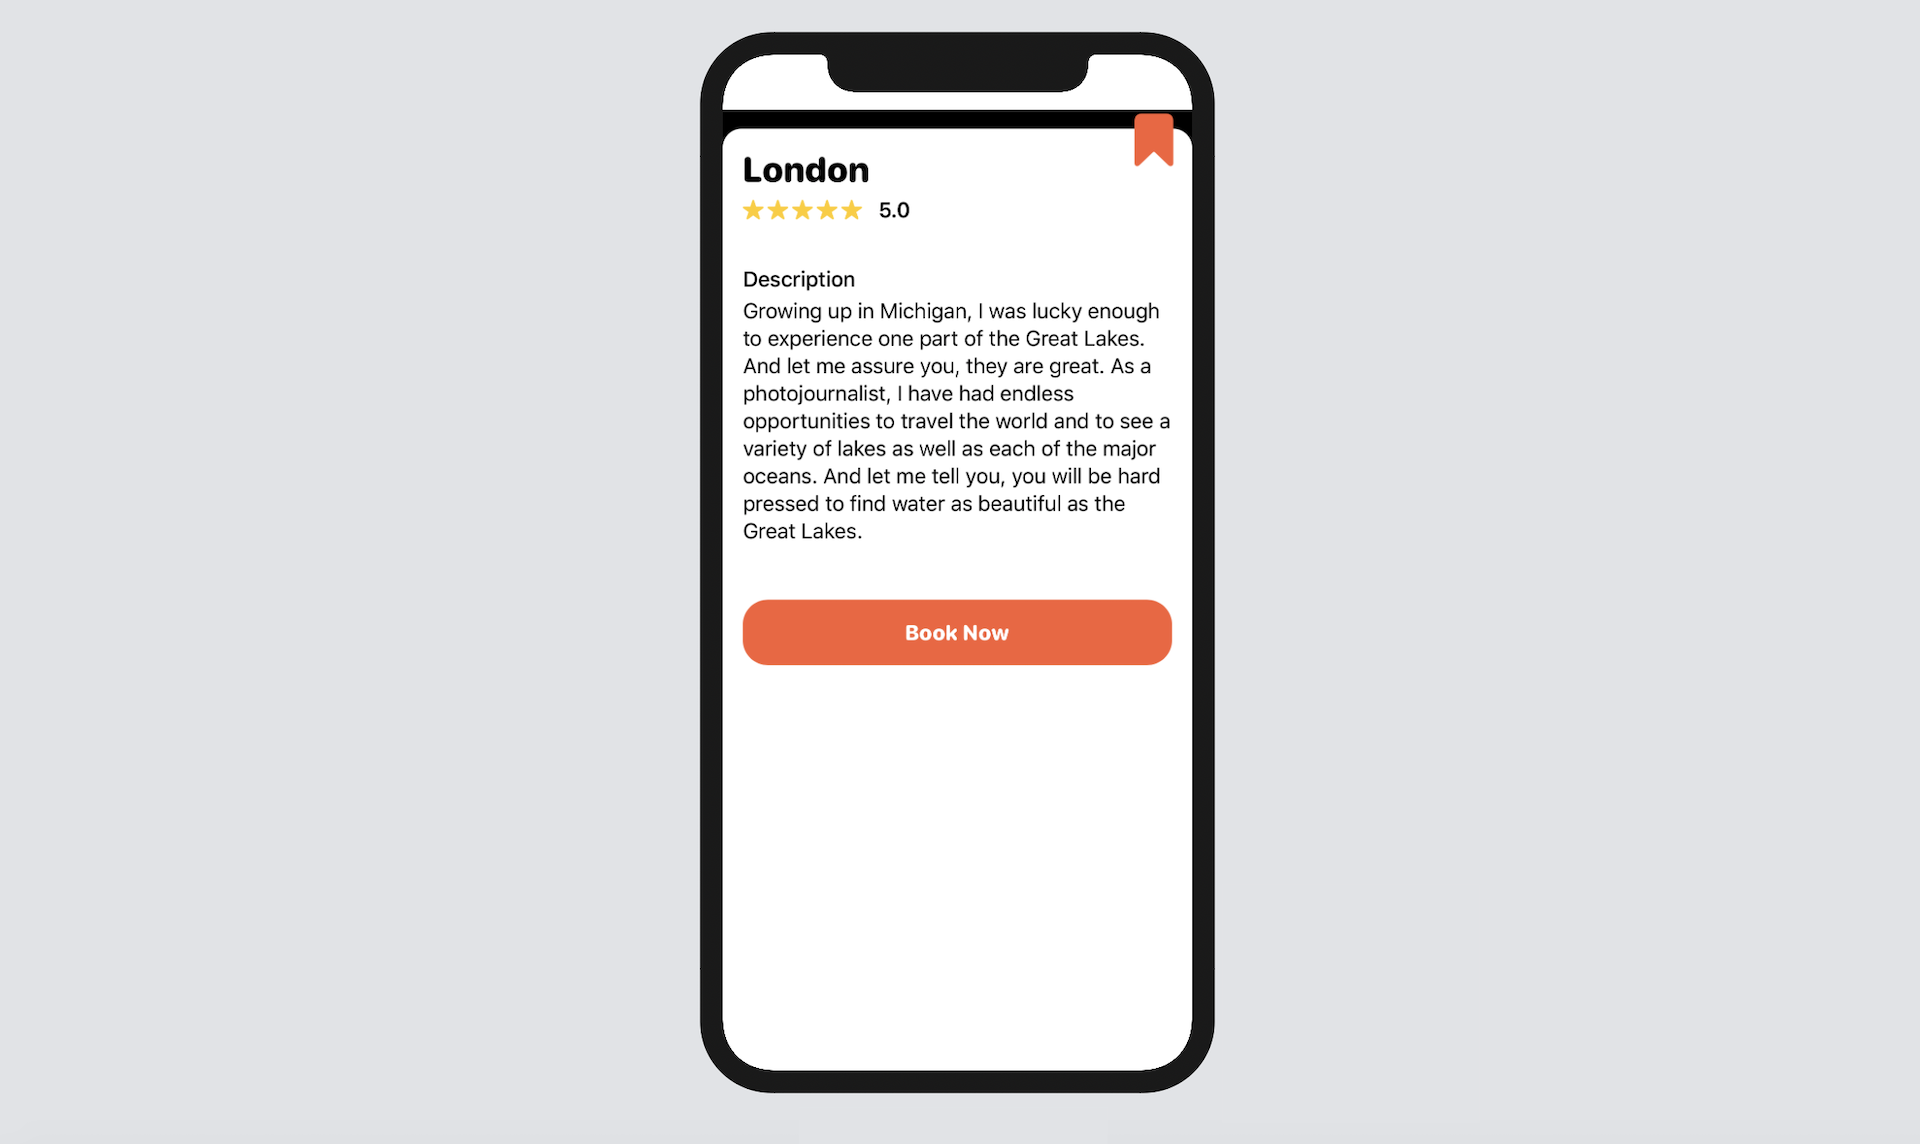 London
5.0
Description
Growing up in Michigan, I was lucky enough
to experience one part of the Great Lakes.
And let me assure you, they are great. As a
photojournalist, I have had endless
opportunities to travel the world and to see a
variety of lakes as well as each of the major
oceans. And let me tell you, you will be hard
pressed to find water as beautiful as the
Great Lakes.
Book Now